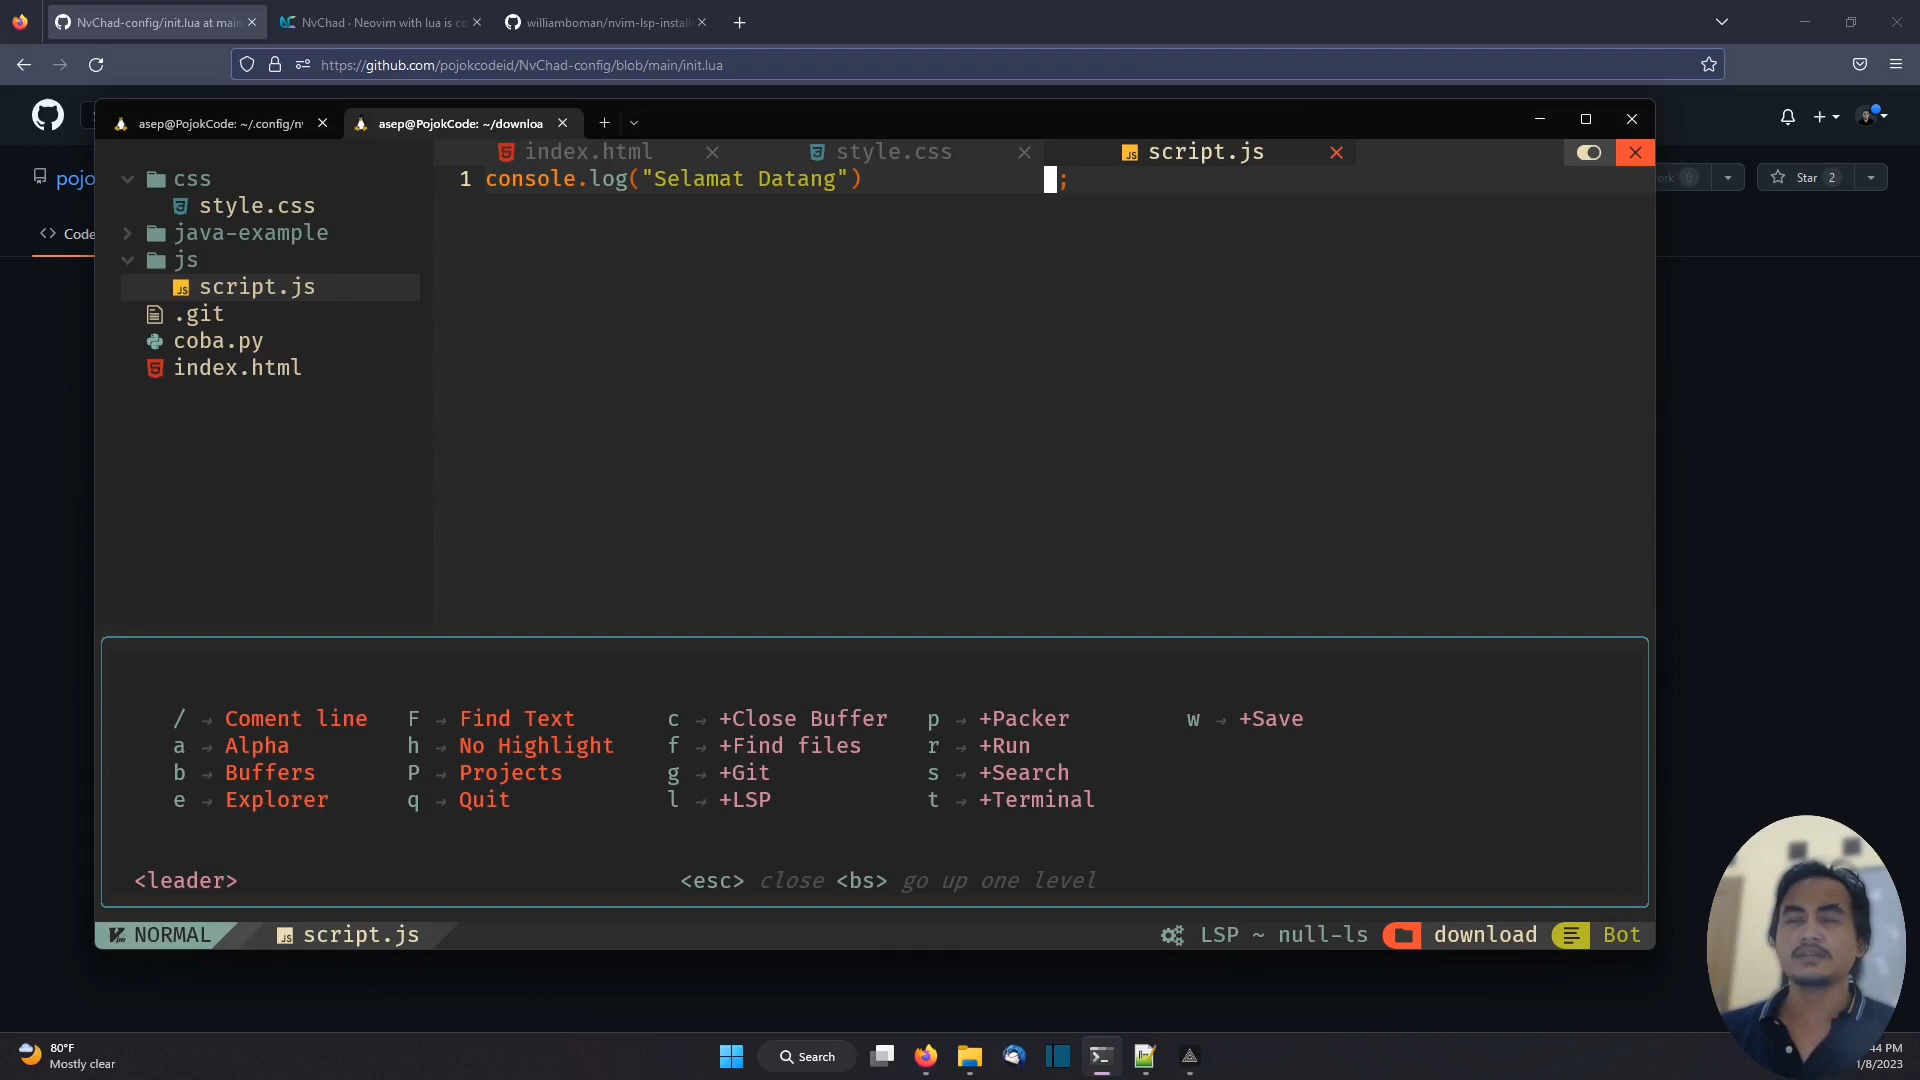 NvChad-config/init.lua at main
NvChad · Neovim with lua is co
williamboman/nvim-lsp-install
https://github.com/pojokcodeid/NvChad-config/blob/main/init.lua
asep@PojokCode: ~/.config/nv
asep@PojokCode: ~/downloa
pojo
Star 2
Code
index.html
style.css
script.js
1 console.log("Selamat Datang") ;
css
style.css
java-example
js
script.js
.git
coba.py
index.html
/ → Coment line F → Find Text c → +Close Buffer p → +Packer w → +Save
a → Alpha h → No Highlight f → +Find files r → +Run
b → Buffers P → Projects g → +Git s → +Search
e → Explorer q → Quit l → +LSP t → +Terminal
<leader> <esc> close <bs> go up one level
NORMAL script.js LSP ~ null-ls download Bot
80°F
Mostly clear
Search
44 PM
1/8/2023